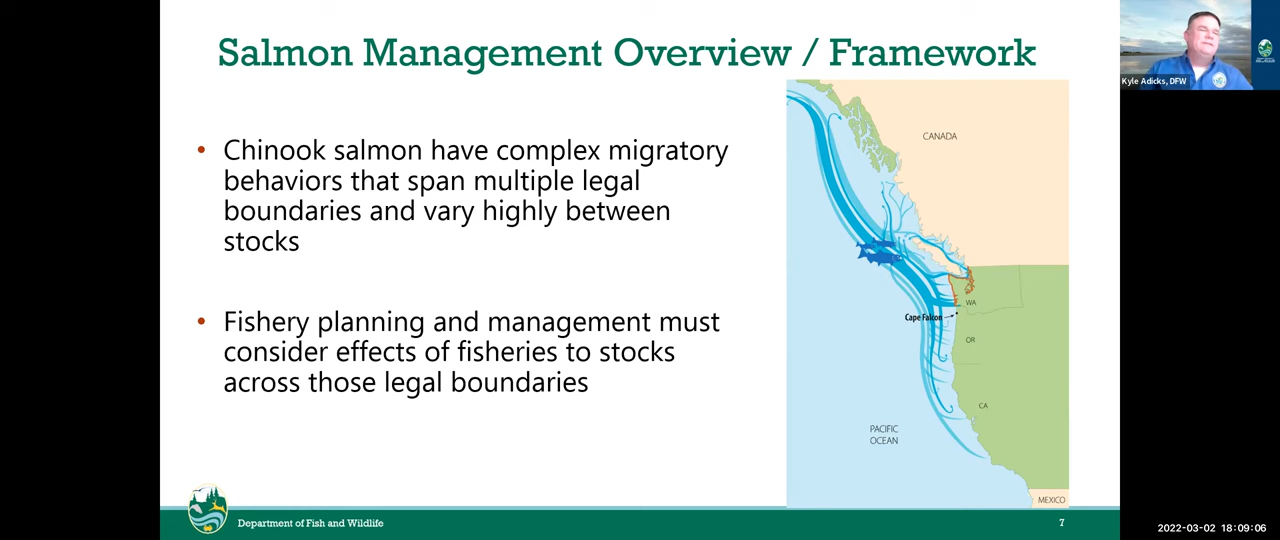 Salmon Management Overview / Framework
Kyle Adicks, DFW
• Chinook salmon have complex migratory
behaviors that span multiple legal
boundaries and vary highly between
stocks
• Fishery planning and management must
consider effects of fisheries to stocks
across those legal boundaries
CANADA
WA
Cape Falcon
OR
CA
PACIFIC
OCEAN
MEXICO
Department of Fish and Wildlife
7
2022-03-02 18:09:06